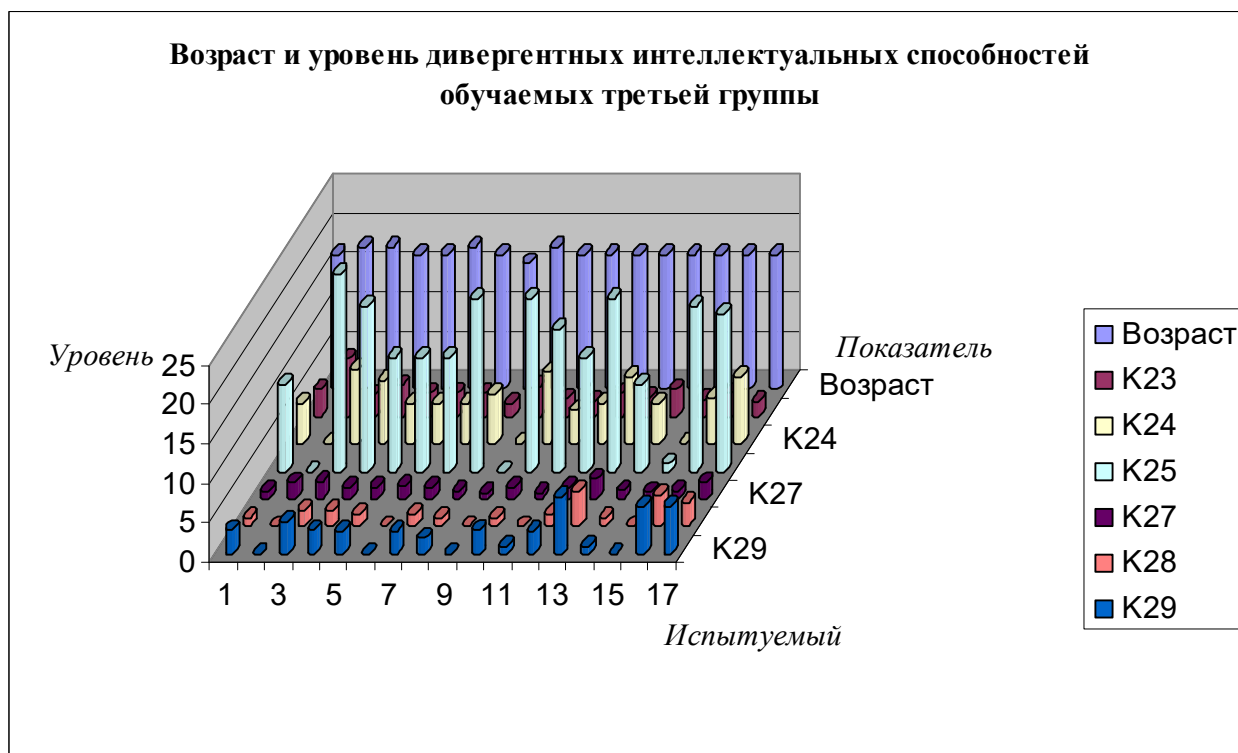 Возраст и уровень дивергентных интеллектуальных способностей
обучаемых третьей группы
Уровень
25
20
15
10
5
0
1 3 5 7 9 11 13 15 17
Испытуемый
Показатель
Возраст
K24
K27
K29
Возраст
K23
K24
K25
K27
K28
K29